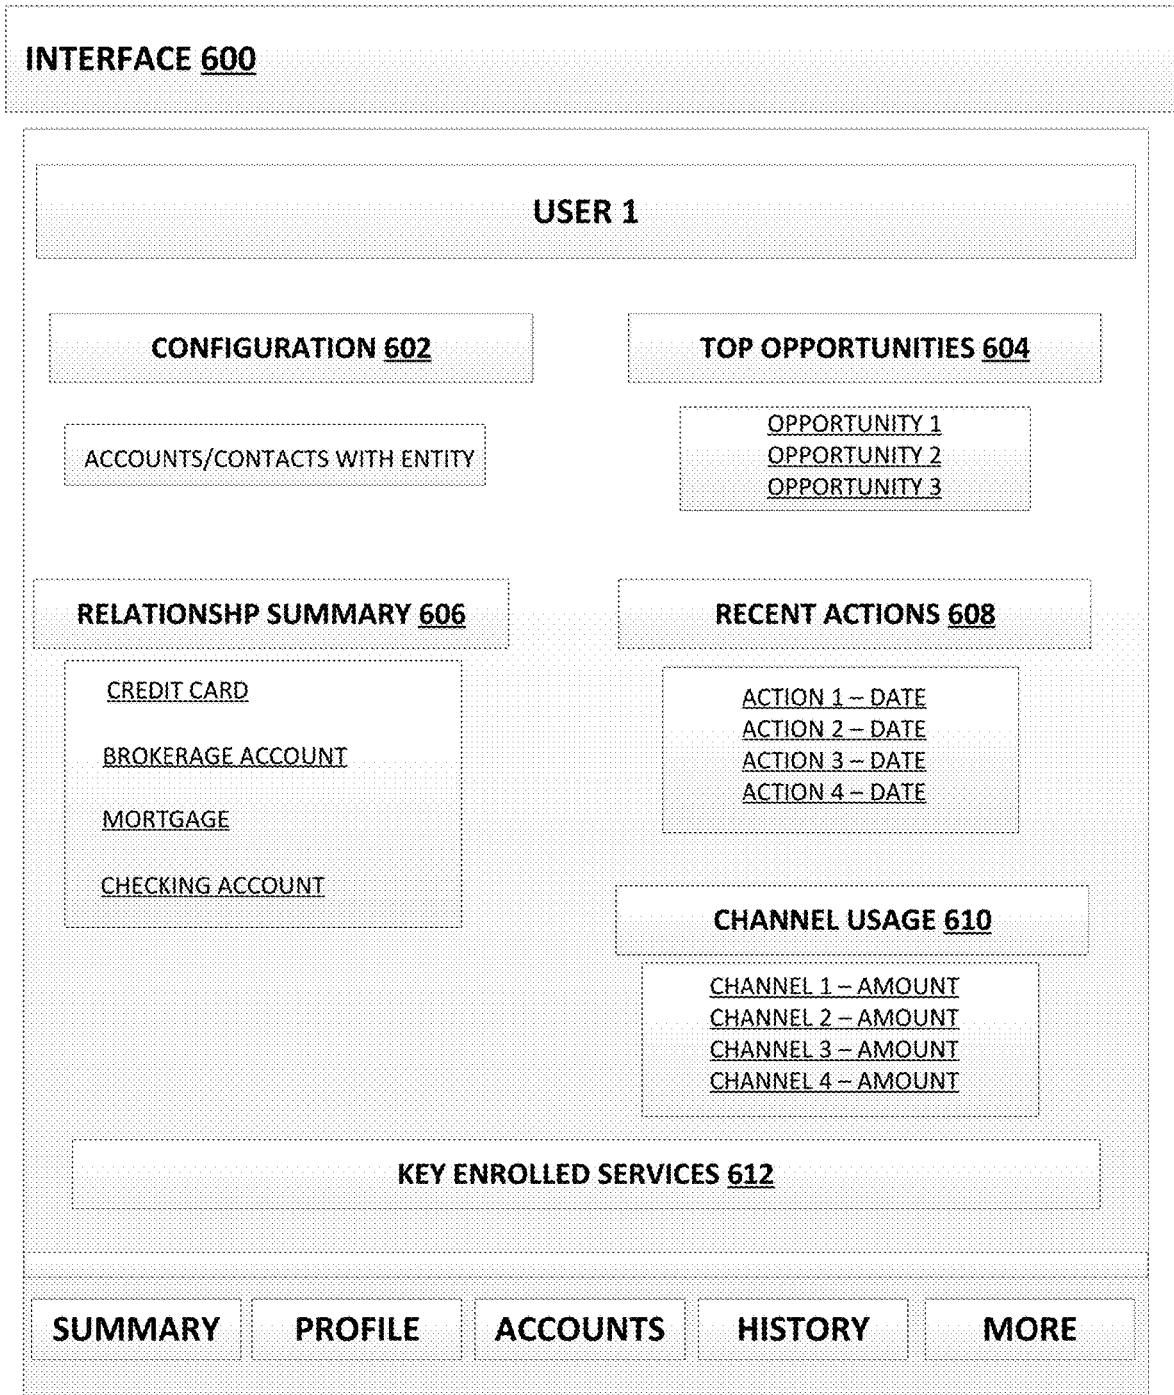 INTERFACE 600
USER 1
CONFIGURATION 602
ACCOUNTS/CONTACTS WITH ENTITY
TOP OPPORTUNITIES 604
OPPORTUNITY 1
OPPORTUNITY 2
OPPORTUNITY 3
RELATIONSHP SUMMARY 606
CREDIT CARD
BROKERAGE ACCOUNT
MORTGAGE
CHECKING ACCOUNT
RECENT ACTIONS 608
ACTION 1 – DATE
ACTION 2 – DATE
ACTION 3 – DATE
ACTION 4 – DATE
CHANNEL USAGE 610
CHANNEL 1 – AMOUNT
CHANNEL 2 – AMOUNT
CHANNEL 3 – AMOUNT
CHANNEL 4 – AMOUNT
KEY ENROLLED SERVICES 612
SUMMARY PROFILE ACCOUNTS HISTORY MORE